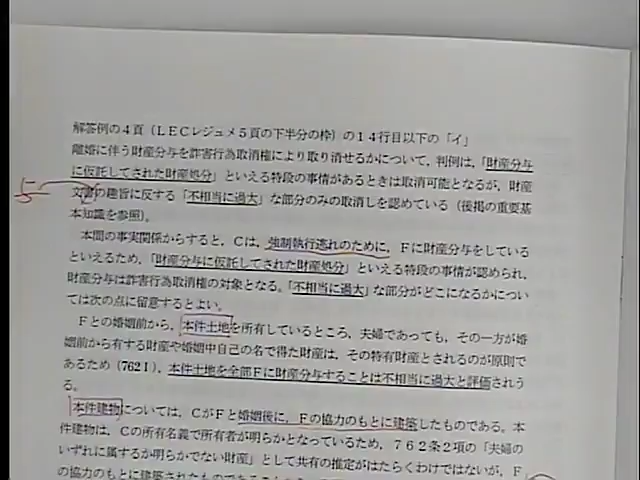 解答例の4頁（LECレジュメ5頁の下半分の枠）の14行目以下の「イ」
離婚に伴う財産分与を詐害行為取消権により取り消せるかについて，判例は，「財産分与
に仮託してされた財産処分」といえる特段の事情があるときは取消可能となるが，財産
の趣旨に反する「不相当に過大」な部分のみの取消しを認めている（後掲の重要基
本知識を参照）。
本問の事実関係からすると，Cは，強制執行逃れのために，Fに財産分与をしている
といえるため，「財産分与に仮託してされた財産処分」といえる特段の事情が認められ，
財産分与は詐害行為取消権の対象となる。「不相当に過大」な部分がどこになるかについ
ては次の点に留意するとよい。
Fとの婚姻前から，本件土地を所有しているところ，夫婦であっても，その一方が婚
姻前から有する財産や婚姻中自己の名で得た財産は，その特有財産とされるのが原則で
あるため（762Ⅰ），本件土地を全部Fに財産分与することは不相当に過大と評価されう
る。
本件建物については，CがFと婚姻後に，Fの協力のもとに建築したものである。本
件建物は，Cの所有名義で所有者が明らかとなっているため，762条2項の「夫婦の
いずれに属するか明らかでない財産」として共有の推定がはたらくわけではないが，F
の協力のもとに建築されたものである